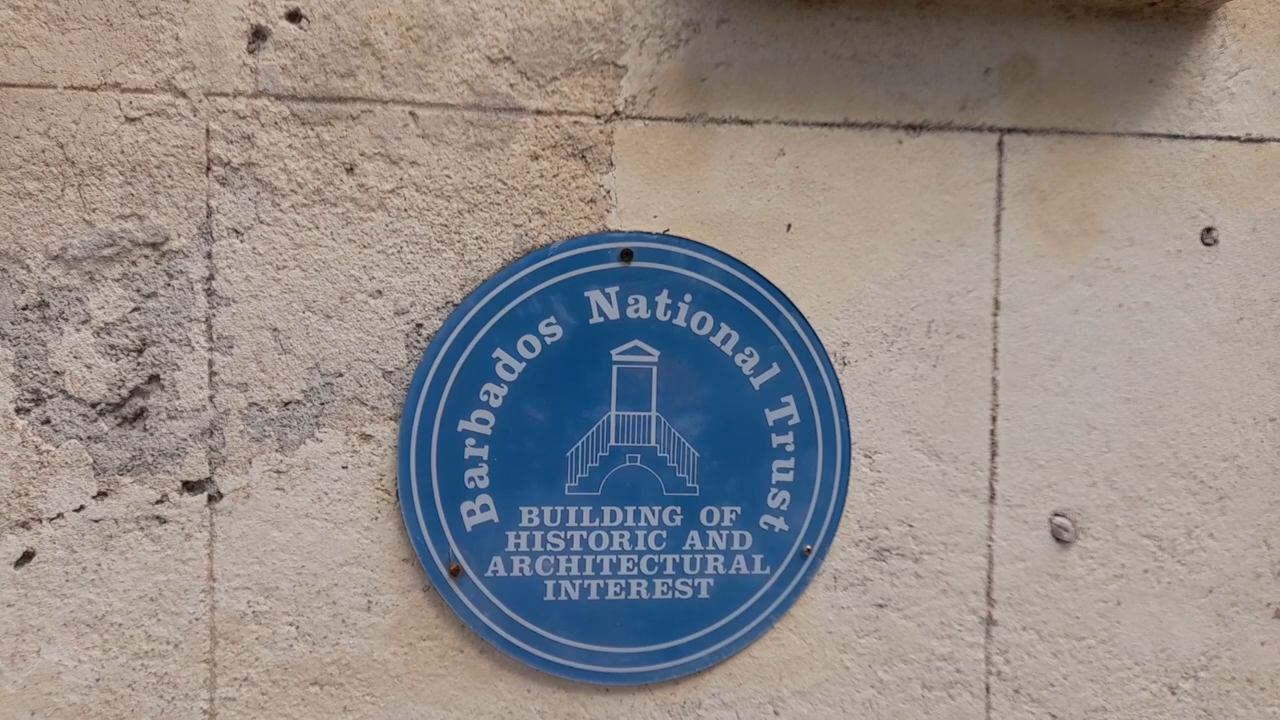 Barbados National Trust
BUILDING OF
HISTORIC AND
ARCHITECTURAL
INTEREST